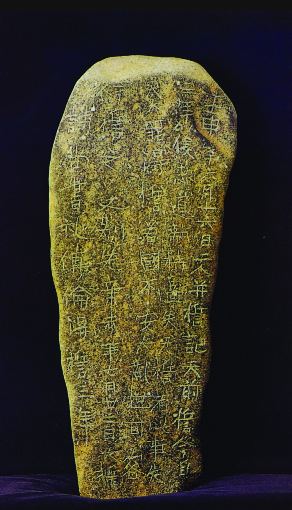 壬申年六月十六日二人幷誓記天前誓今自
三年以後忠道執持過失无誓若此事失
天大罪得誓若國不安大亂世可容
行誓之又別先辛未年七月廿二日大誓
詩尙書禮傳倫得誓三年